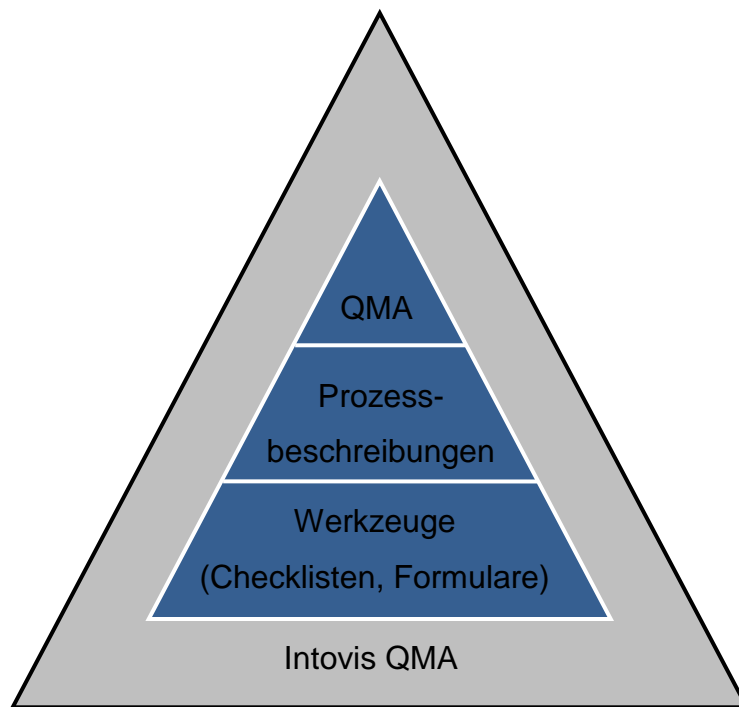 QMA
Prozess-
beschreibungen
Werkzeuge
(Checklisten, Formulare)
Intovis QMA